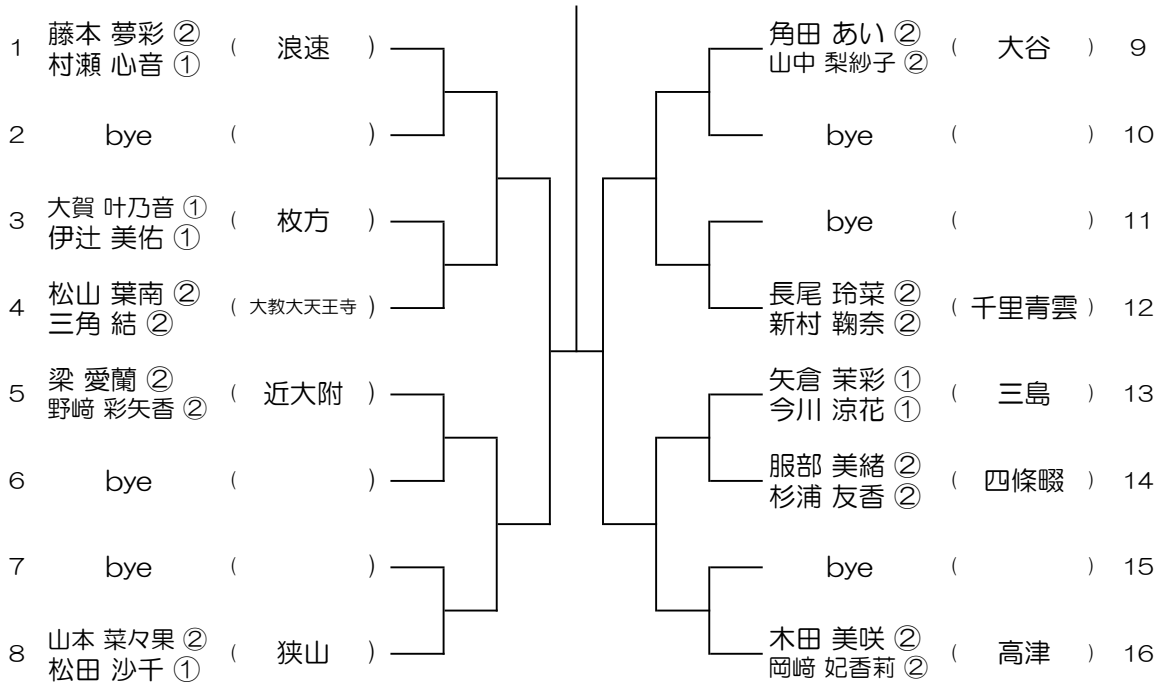 1 藤本 夢彩 ② ( 浪速 )
村瀬 心音 ①
2 bye ( )
3 大賀 叶乃音 ① ( 枚方 )
伊辻 美佑 ①
4 松山 葉南 ② ( 大教大天王寺 )
三角 結 ②
5 梁 愛蘭 ② ( 近大附 )
野﨑 彩矢香 ②
6 bye ( )
7 bye ( )
8 山本 菜々果 ② ( 狭山 )
松田 沙千 ①
角田 あい ② ( 大谷 ) 9
山中 梨紗子 ②
bye ( ) 10
bye ( ) 11
長尾 玲菜 ② ( 千里青雲 ) 12
新村 鞠奈 ②
矢倉 茉彩 ① ( 三島 ) 13
今川 涼花 ①
服部 美緒 ② ( 四條畷 ) 14
杉浦 友香 ②
bye ( ) 15
木田 美咲 ② ( 高津 ) 16
岡﨑 妃香莉 ②